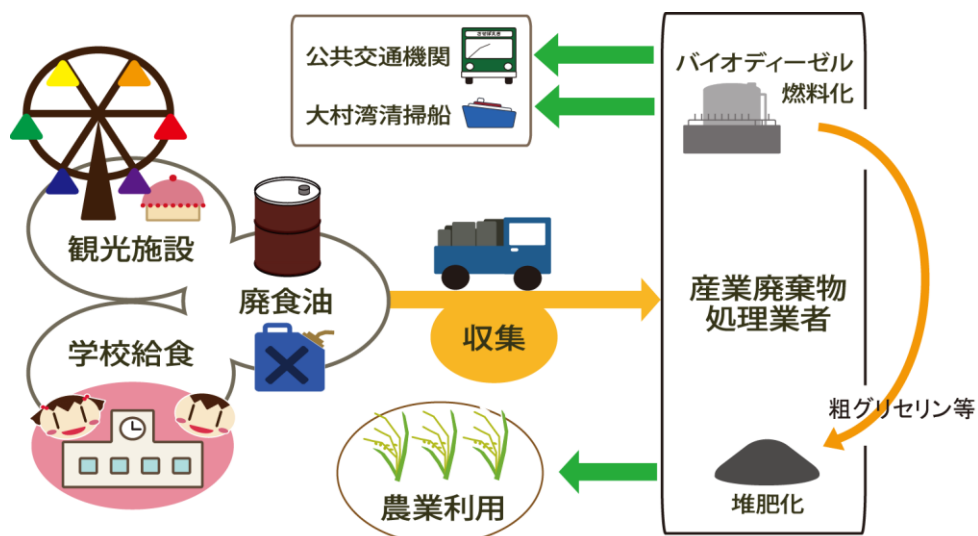 公共交通機関
大村湾清掃船
バイオディーゼル
燃料化
観光施設
廃食油
学校給食
収集
産業廃棄物
処理業者
粗グリセリン等
農業利用
堆肥化